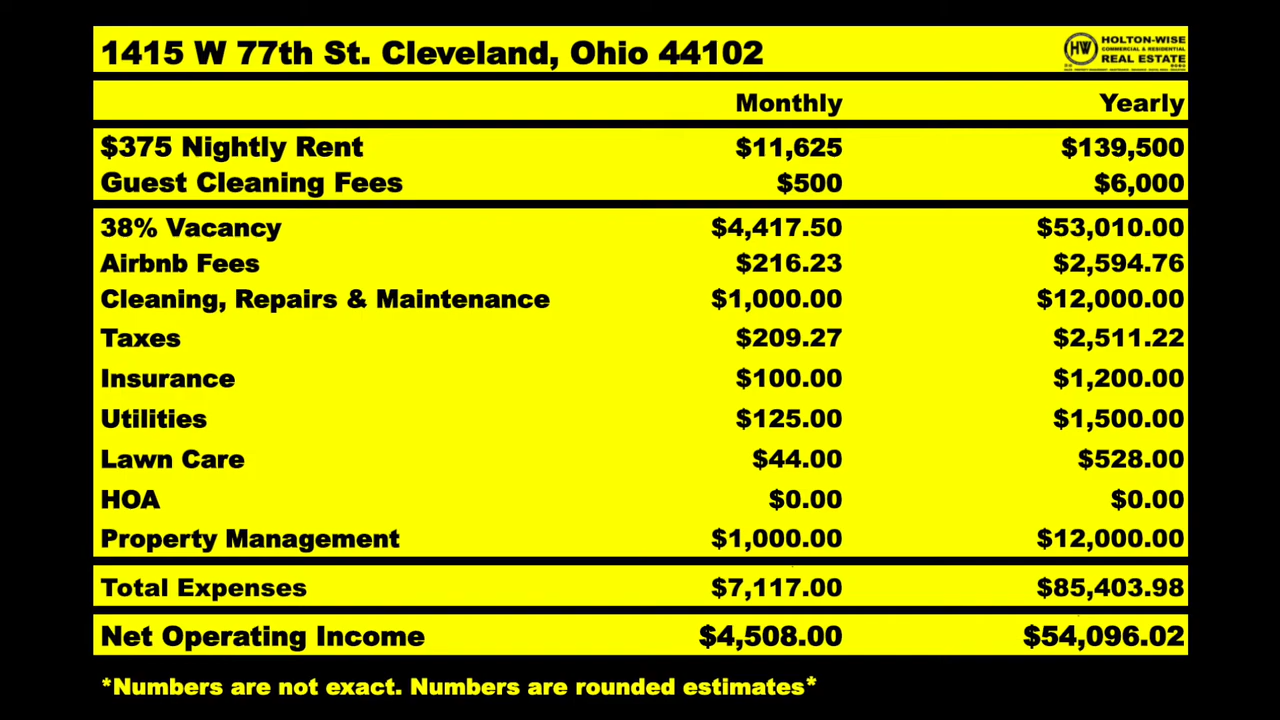 1415 W 77th St. Cleveland, Ohio 44102
HW
HOLTON-WISE
COMMERCIAL & RESIDENTIAL
REAL ESTATE
Monthly Yearly
$375 Nightly Rent $11,625 $139,500
Guest Cleaning Fees $500 $6,000
38% Vacancy $4,417.50 $53,010.00
Airbnb Fees $216.23 $2,594.76
Cleaning, Repairs & Maintenance $1,000.00 $12,000.00
Taxes $209.27 $2,511.22
Insurance $100.00 $1,200.00
Utilities $125.00 $1,500.00
Lawn Care $44.00 $528.00
HOA $0.00 $0.00
Property Management $1,000.00 $12,000.00
Total Expenses $7,117.00 $85,403.98
Net Operating Income $4,508.00 $54,096.02
*Numbers are not exact. Numbers are rounded estimates*